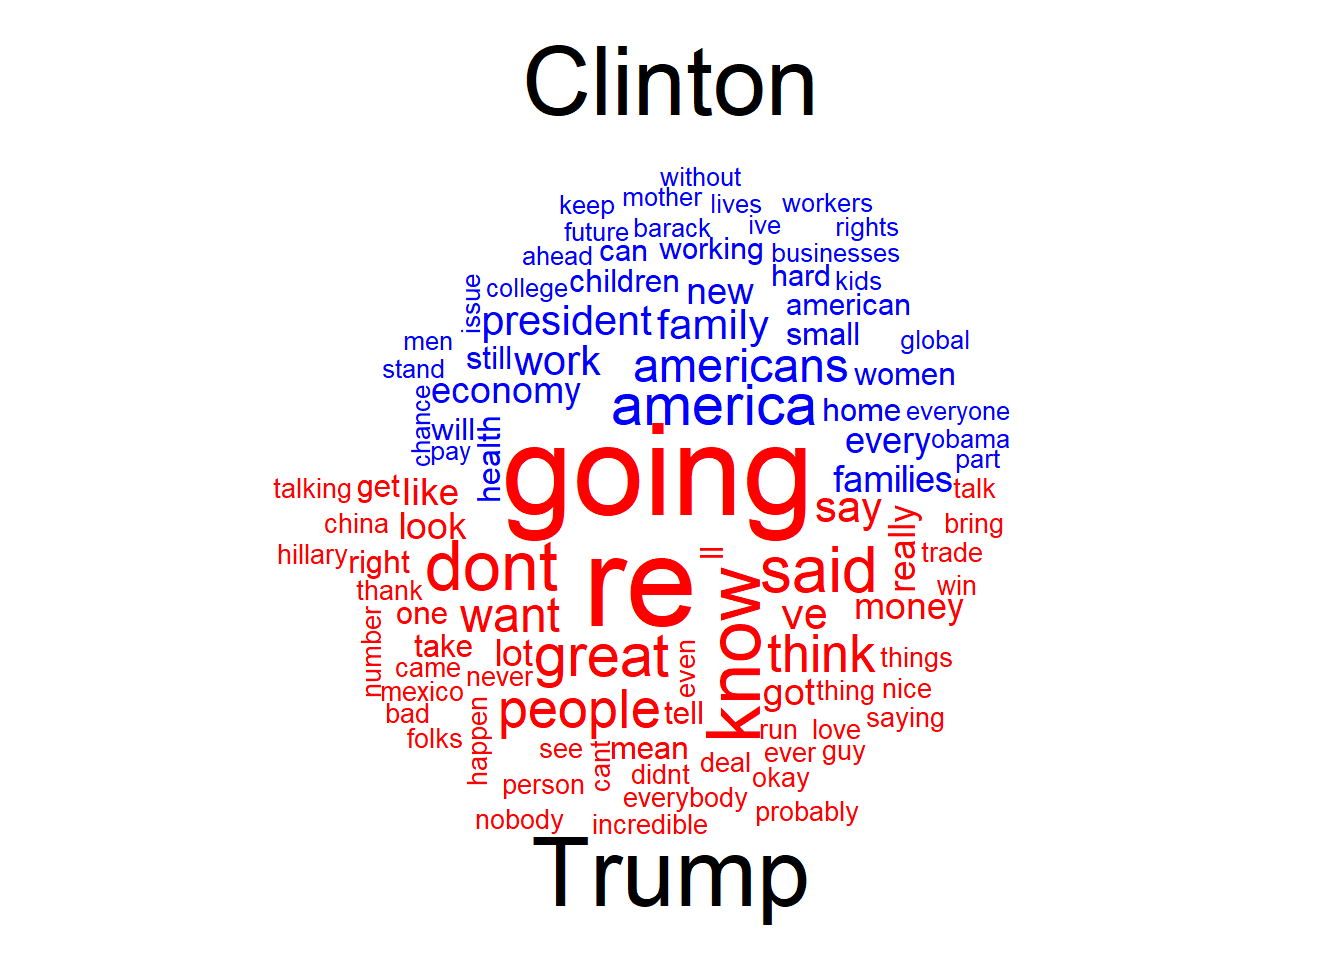 Clinton
without
keep mother lives workers
future barack ive rights
ahead can working businesses
issue college children new hard kids
president family american
men small global
stand still work americans women
chance economy america home everyone
will health every obama
pay families part
going
talking get like say talk
china look really bring
hillary right dont re = said trade
thank know win
number one want ve money
take lot great think things
came never even
mexico got thing nice
bad people tell saying
folks happen run love
see cant mean ever guy
person didnt deal okay
everybody
nobody incredible probably
Trump